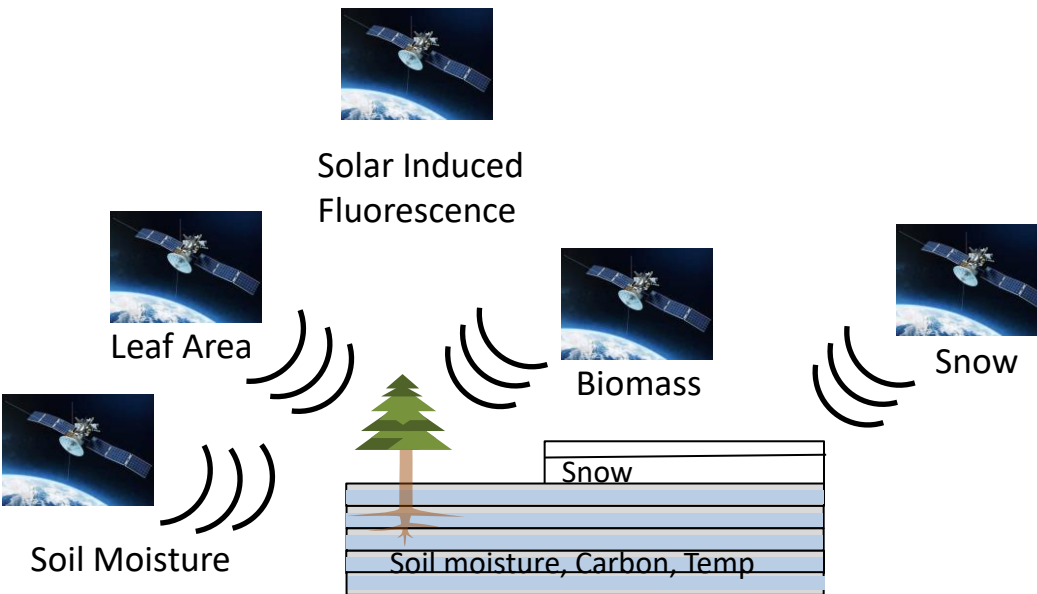 Solar Induced
Fluorescence
Leaf Area
Biomass
Snow
Snow
Soil Moisture
Soil moisture, Carbon, Temp